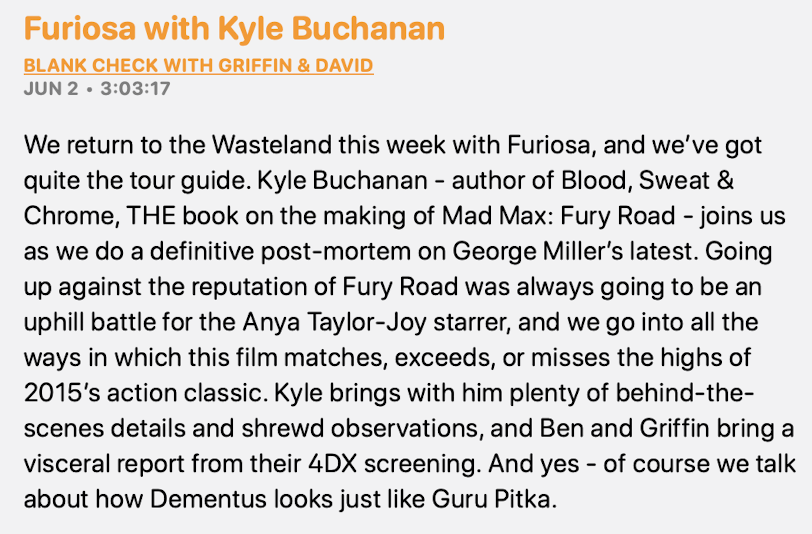 Furiosa with Kyle Buchanan
BLANK CHECK WITH GRIFFIN & DAVID
JUN 2 • 3:03:17
We return to the Wasteland this week with Furiosa, and we’ve got
quite the tour guide. Kyle Buchanan - author of Blood, Sweat &
Chrome, THE book on the making of Mad Max: Fury Road - joins us
as we do a definitive post-mortem on George Miller’s latest. Going
up against the reputation of Fury Road was always going to be an
uphill battle for the Anya Taylor-Joy starrer, and we go into all the
ways in which this film matches, exceeds, or misses the highs of
2015’s action classic. Kyle brings with him plenty of behind-the-
scenes details and shrewd observations, and Ben and Griffin bring a
visceral report from their 4DX screening. And yes - of course we talk
about how Dementus looks just like Guru Pitka.